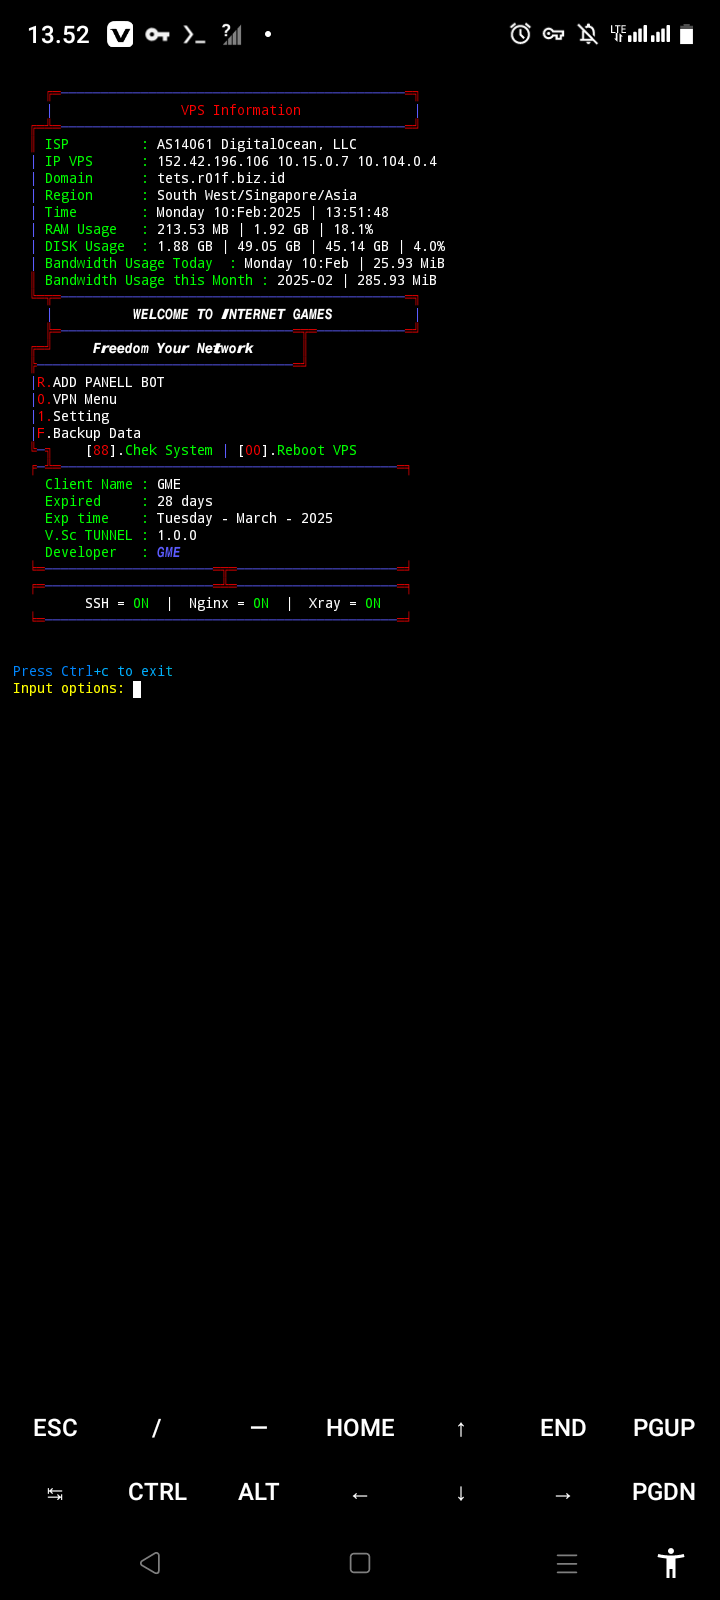 13.52
LTE
VPS Information
ISP : AS14061 DigitalOcean, LLC
IP VPS : 152.42.196.106 10.15.0.7 10.104.0.4
Domain : tets.r01f.biz.id
Region : South West/Singapore/Asia
Time : Monday 10:Feb:2025 | 13:51:48
RAM Usage : 213.53 MB | 1.92 GB | 18.1%
DISK Usage : 1.88 GB | 49.05 GB | 45.14 GB | 4.0%
Bandwidth Usage Today : Monday 10:Feb | 25.93 MiB
Bandwidth Usage this Month : 2025-02 | 285.93 MiB
WELCOME TO INTERNET GAMES
Freedom Your Network
R.ADD PANELL BOT
0.VPN Menu
1.Setting
F.Backup Data
[88].Chek System | [00].Reboot VPS
Client Name : GME
Expired : 28 days
Exp time : Tuesday - March - 2025
V.Sc TUNNEL : 1.0.0
Developer : GME
SSH = ON | Nginx = ON | Xray = ON
Press Ctrl+c to exit
Input options:
ESC / — HOME ↑ END PGUP
↹ CTRL ALT ← ↓ → PGDN